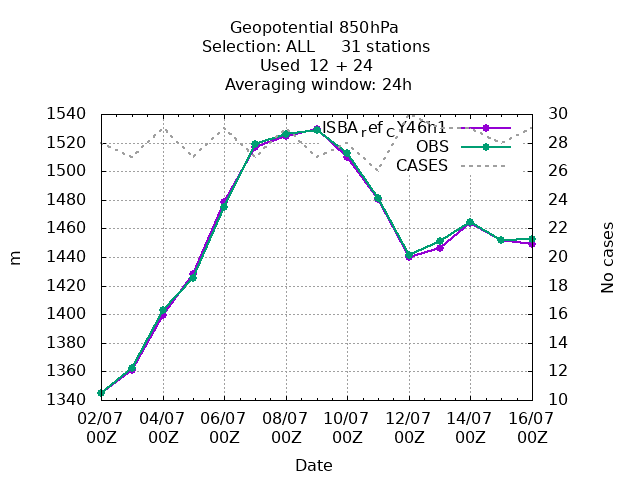 Geopotential 850hPa
Selection: ALL 31 stations
Used 12 + 24
Averaging window: 24h
1540 30
ISBA_ref_CY46h1
1520 OBS 28
1500 CASES 26
1480 24
1460 22
1440 20
1420 18
1400 16
1380 14
1360 12
1340 10
m
No cases
02/07 04/07 06/07 08/07 10/07 12/07 14/07 16/07
00Z 00Z 00Z 00Z 00Z 00Z 00Z 00Z
Date